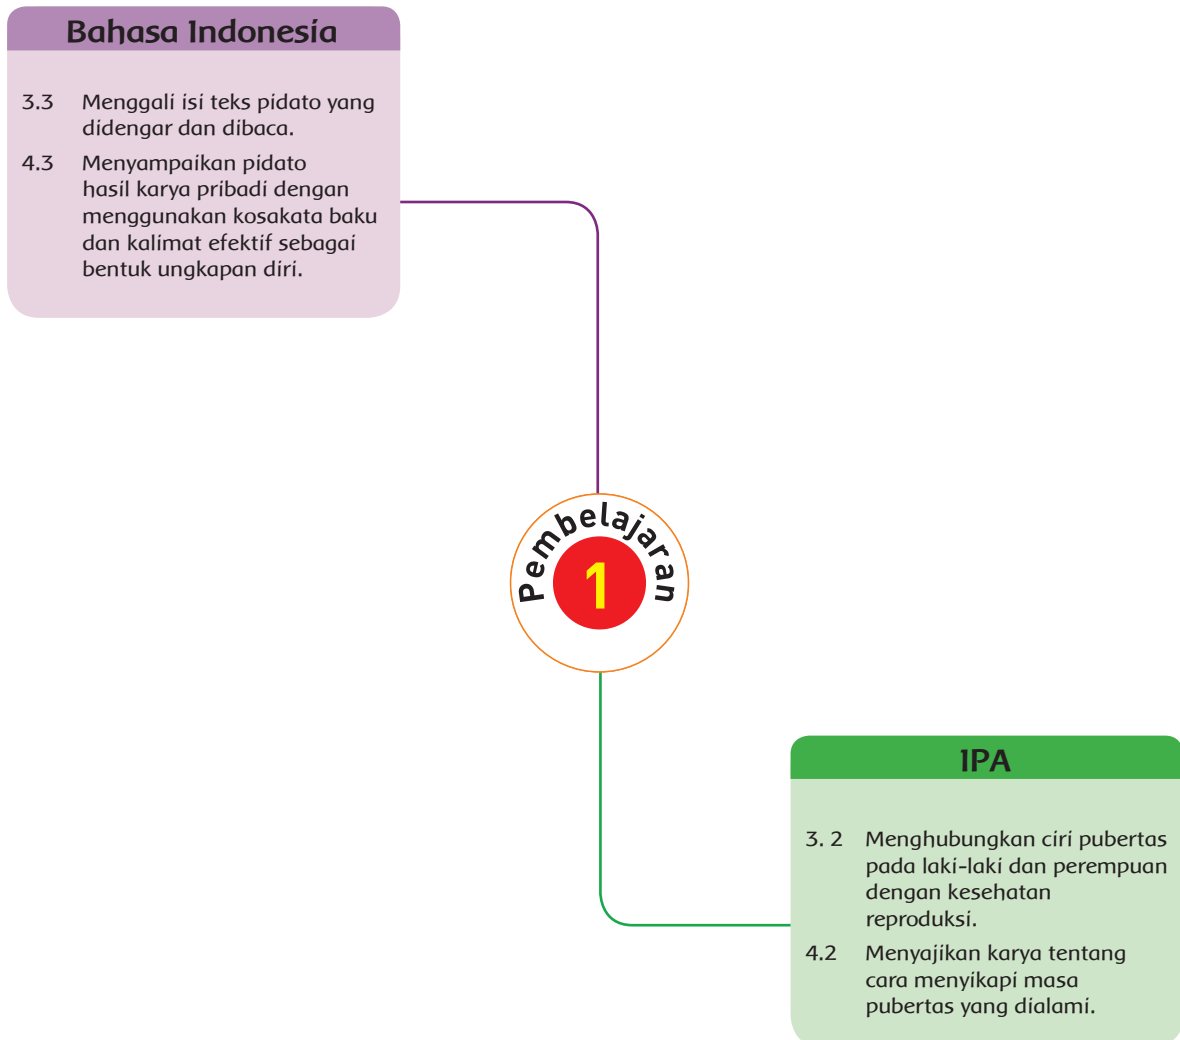 Bahasa Indonesia
3.3 Menggali isi teks pidato yang
didengar dan dibaca.
4.3 Menyampaikan pidato
hasil karya pribadi dengan
menggunakan kosakata baku
dan kalimat efektif sebagai
bentuk ungkapan diri.
Pembelajaran
1
IPA
3. 2 Menghubungkan ciri pubertas
pada laki-laki dan perempuan
dengan kesehatan
reproduksi.
4.2 Menyajikan karya tentang
cara menyikapi masa
pubertas yang dialami.